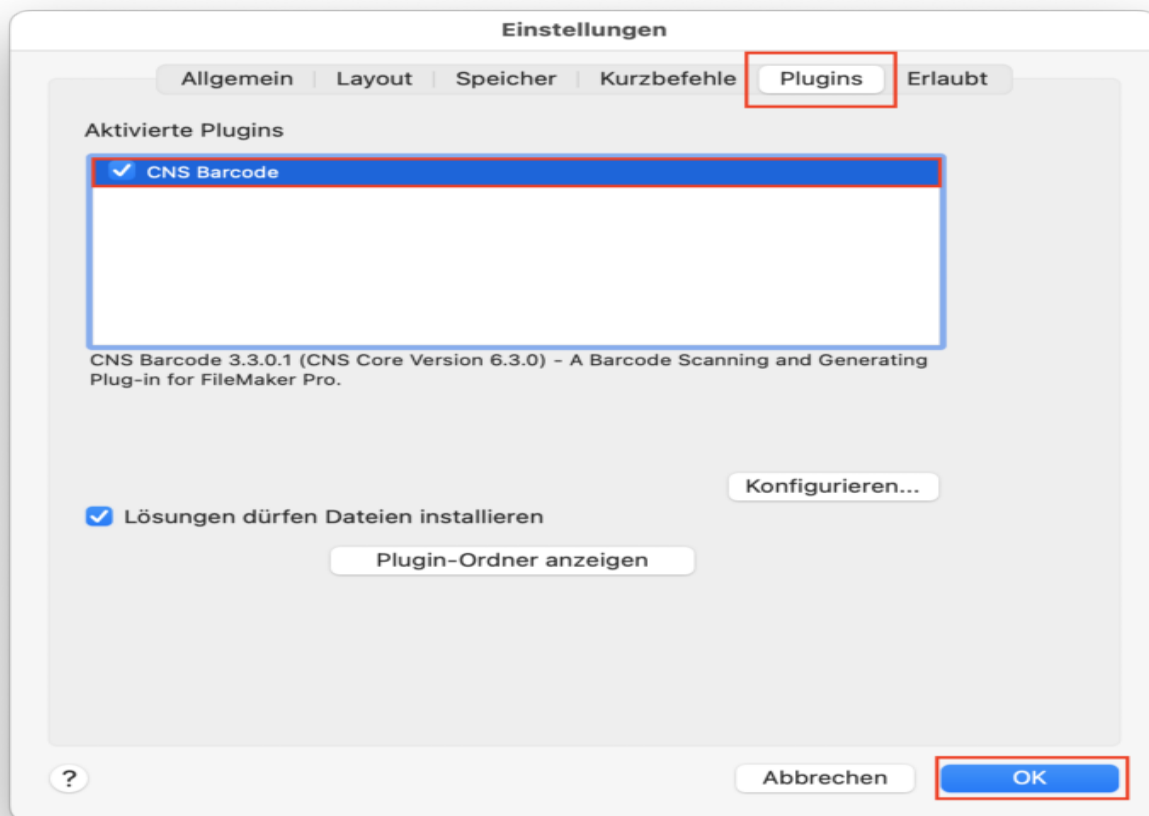 Einstellungen
Allgemein Layout Speicher Kurzbefehle Plugins Erlaubt
Aktivierte Plugins
CNS Barcode
CNS Barcode 3.3.0.1 (CNS Core Version 6.3.0) - A Barcode Scanning and Generating
Plug-in for FileMaker Pro.
Konfigurieren...
Lösungen dürfen Dateien installieren
Plugin-Ordner anzeigen
? Abbrechen OK